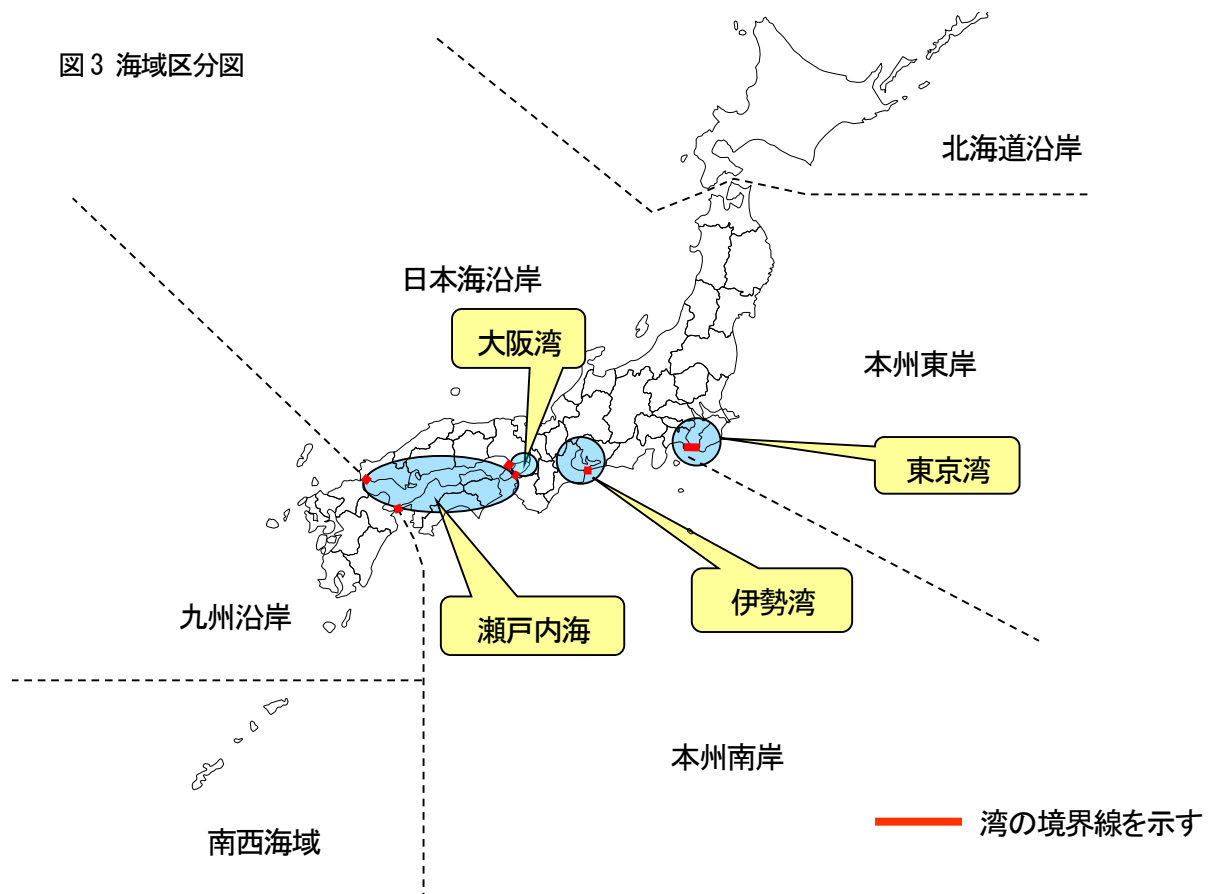 図3 海域区分図
北海道沿岸
日本海沿岸
大阪湾
本州東岸
東京湾
伊勢湾
瀬戸内海
九州沿岸
本州南岸
湾の境界線を示す
南西海域